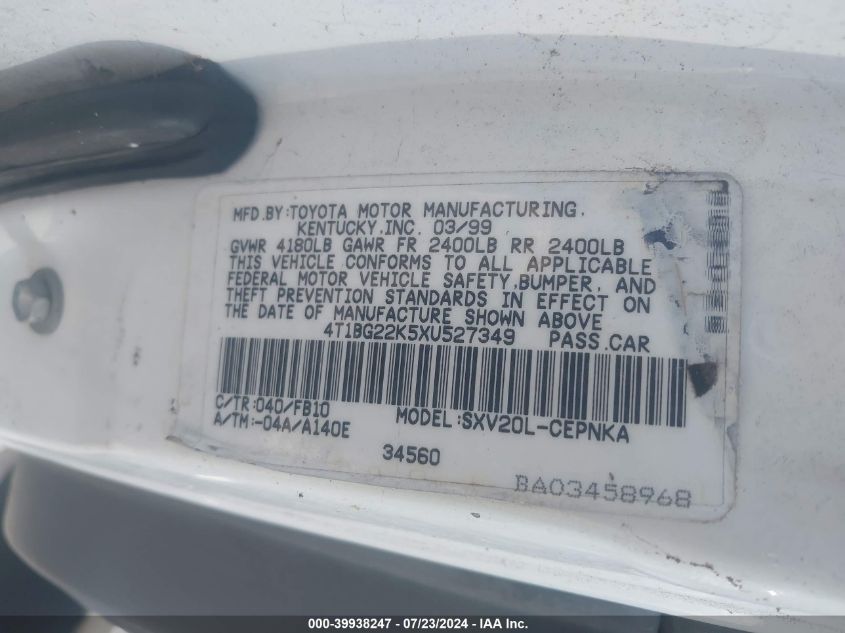 MFD.BY:TOYOTA MOTOR MANUFACTURING,
KENTUCKY,INC. 03/99
GVWR 4180LB GAWR FR 2400LB RR 2400LB
THIS VEHICLE CONFORMS TO ALL APPLICABLE
FEDERAL MOTOR VEHICLE SAFETY,BUMPER, AND
THEFT PREVENTION STANDARDS IN EFFECT ON
THE DATE OF MANUFACTURE SHOWN ABOVE
4T1BG22K5XU527349 PASS.CAR
C/TR:040/FB10
A/TM:-04A/A140E
MODEL:SXV20L-CEPNKA
34560
BA03458968
000-39938247 - 07/23/2024 - SXA Inc.